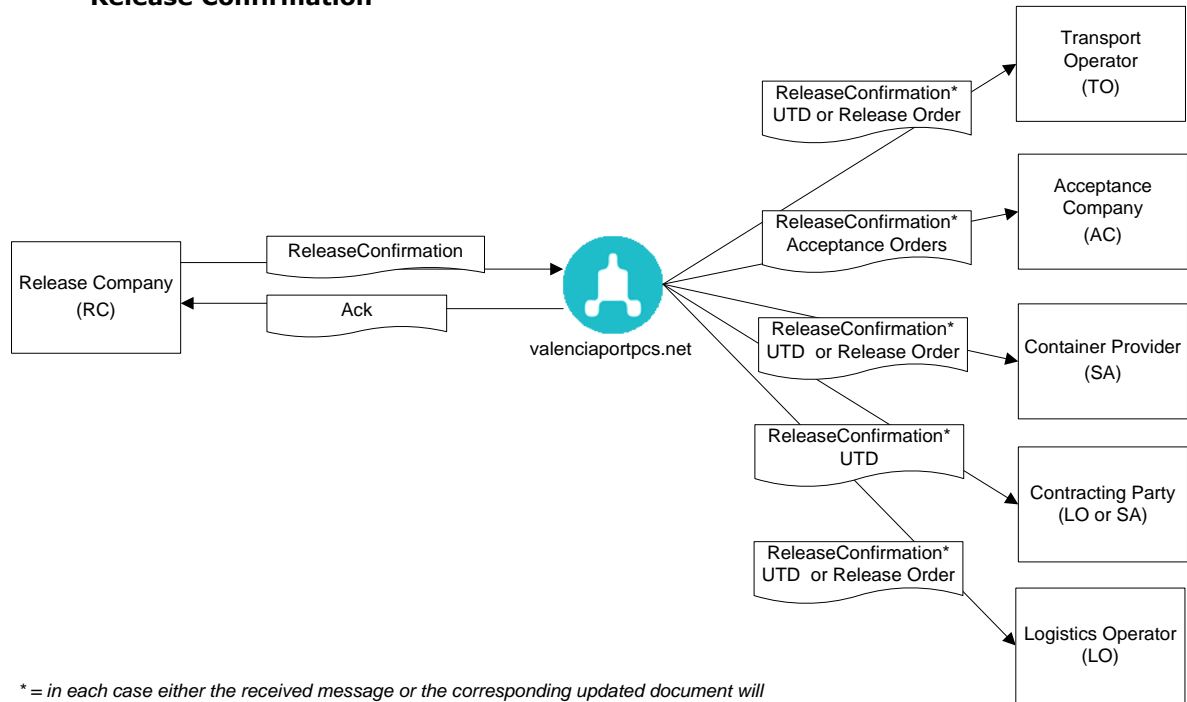 Release Confirmation
Transport
Operator
(TO)
ReleaseConfirmation*
UTD or Release Order
Acceptance
Company
(AC)
ReleaseConfirmation*
Acceptance Orders
ReleaseConfirmation
Release Company
(RC)
Ack
valenciaportpcs.net
ReleaseConfirmation*
UTD or Release Order
Container Provider
(SA)
ReleaseConfirmation*
UTD
Contracting Party
(LO or SA)
ReleaseConfirmation*
UTD or Release Order
Logistics Operator
(LO)
* = in each case either the received message or the corresponding updated document will